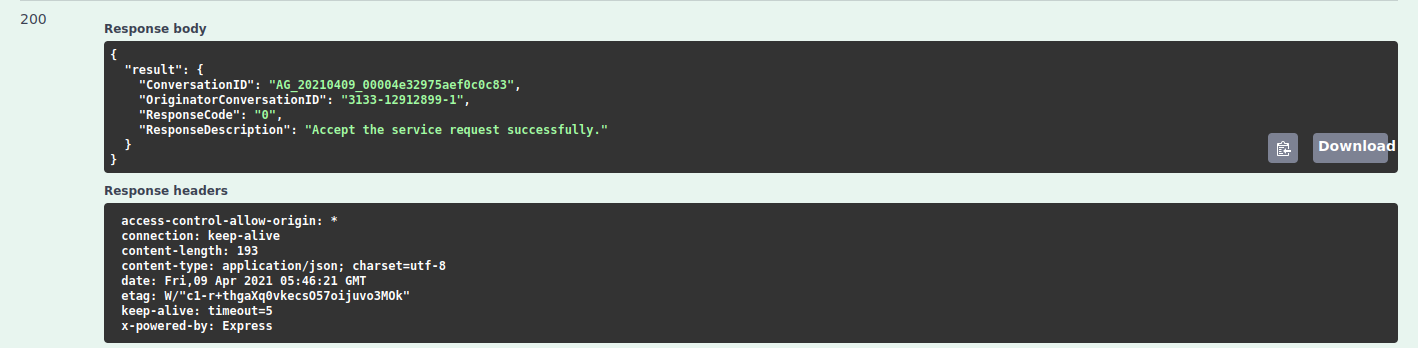 200
Response body
{
  "result": {
    "ConversationID": "AG_20210409_00004e32975aef0c0c83",
    "OriginatorConversationID": "3133-12912899-1",
    "ResponseCode": "0",
    "ResponseDescription": "Accept the service request successfully."
  }
}
Download
Response headers
access-control-allow-origin: *
connection: keep-alive
content-length: 193
content-type: application/json; charset=utf-8
date: Fri,09 Apr 2021 05:46:21 GMT
etag: W/"c1-r+thgaXq0vkecsO57oijuvo3MOk"
keep-alive: timeout=5
x-powered-by: Express